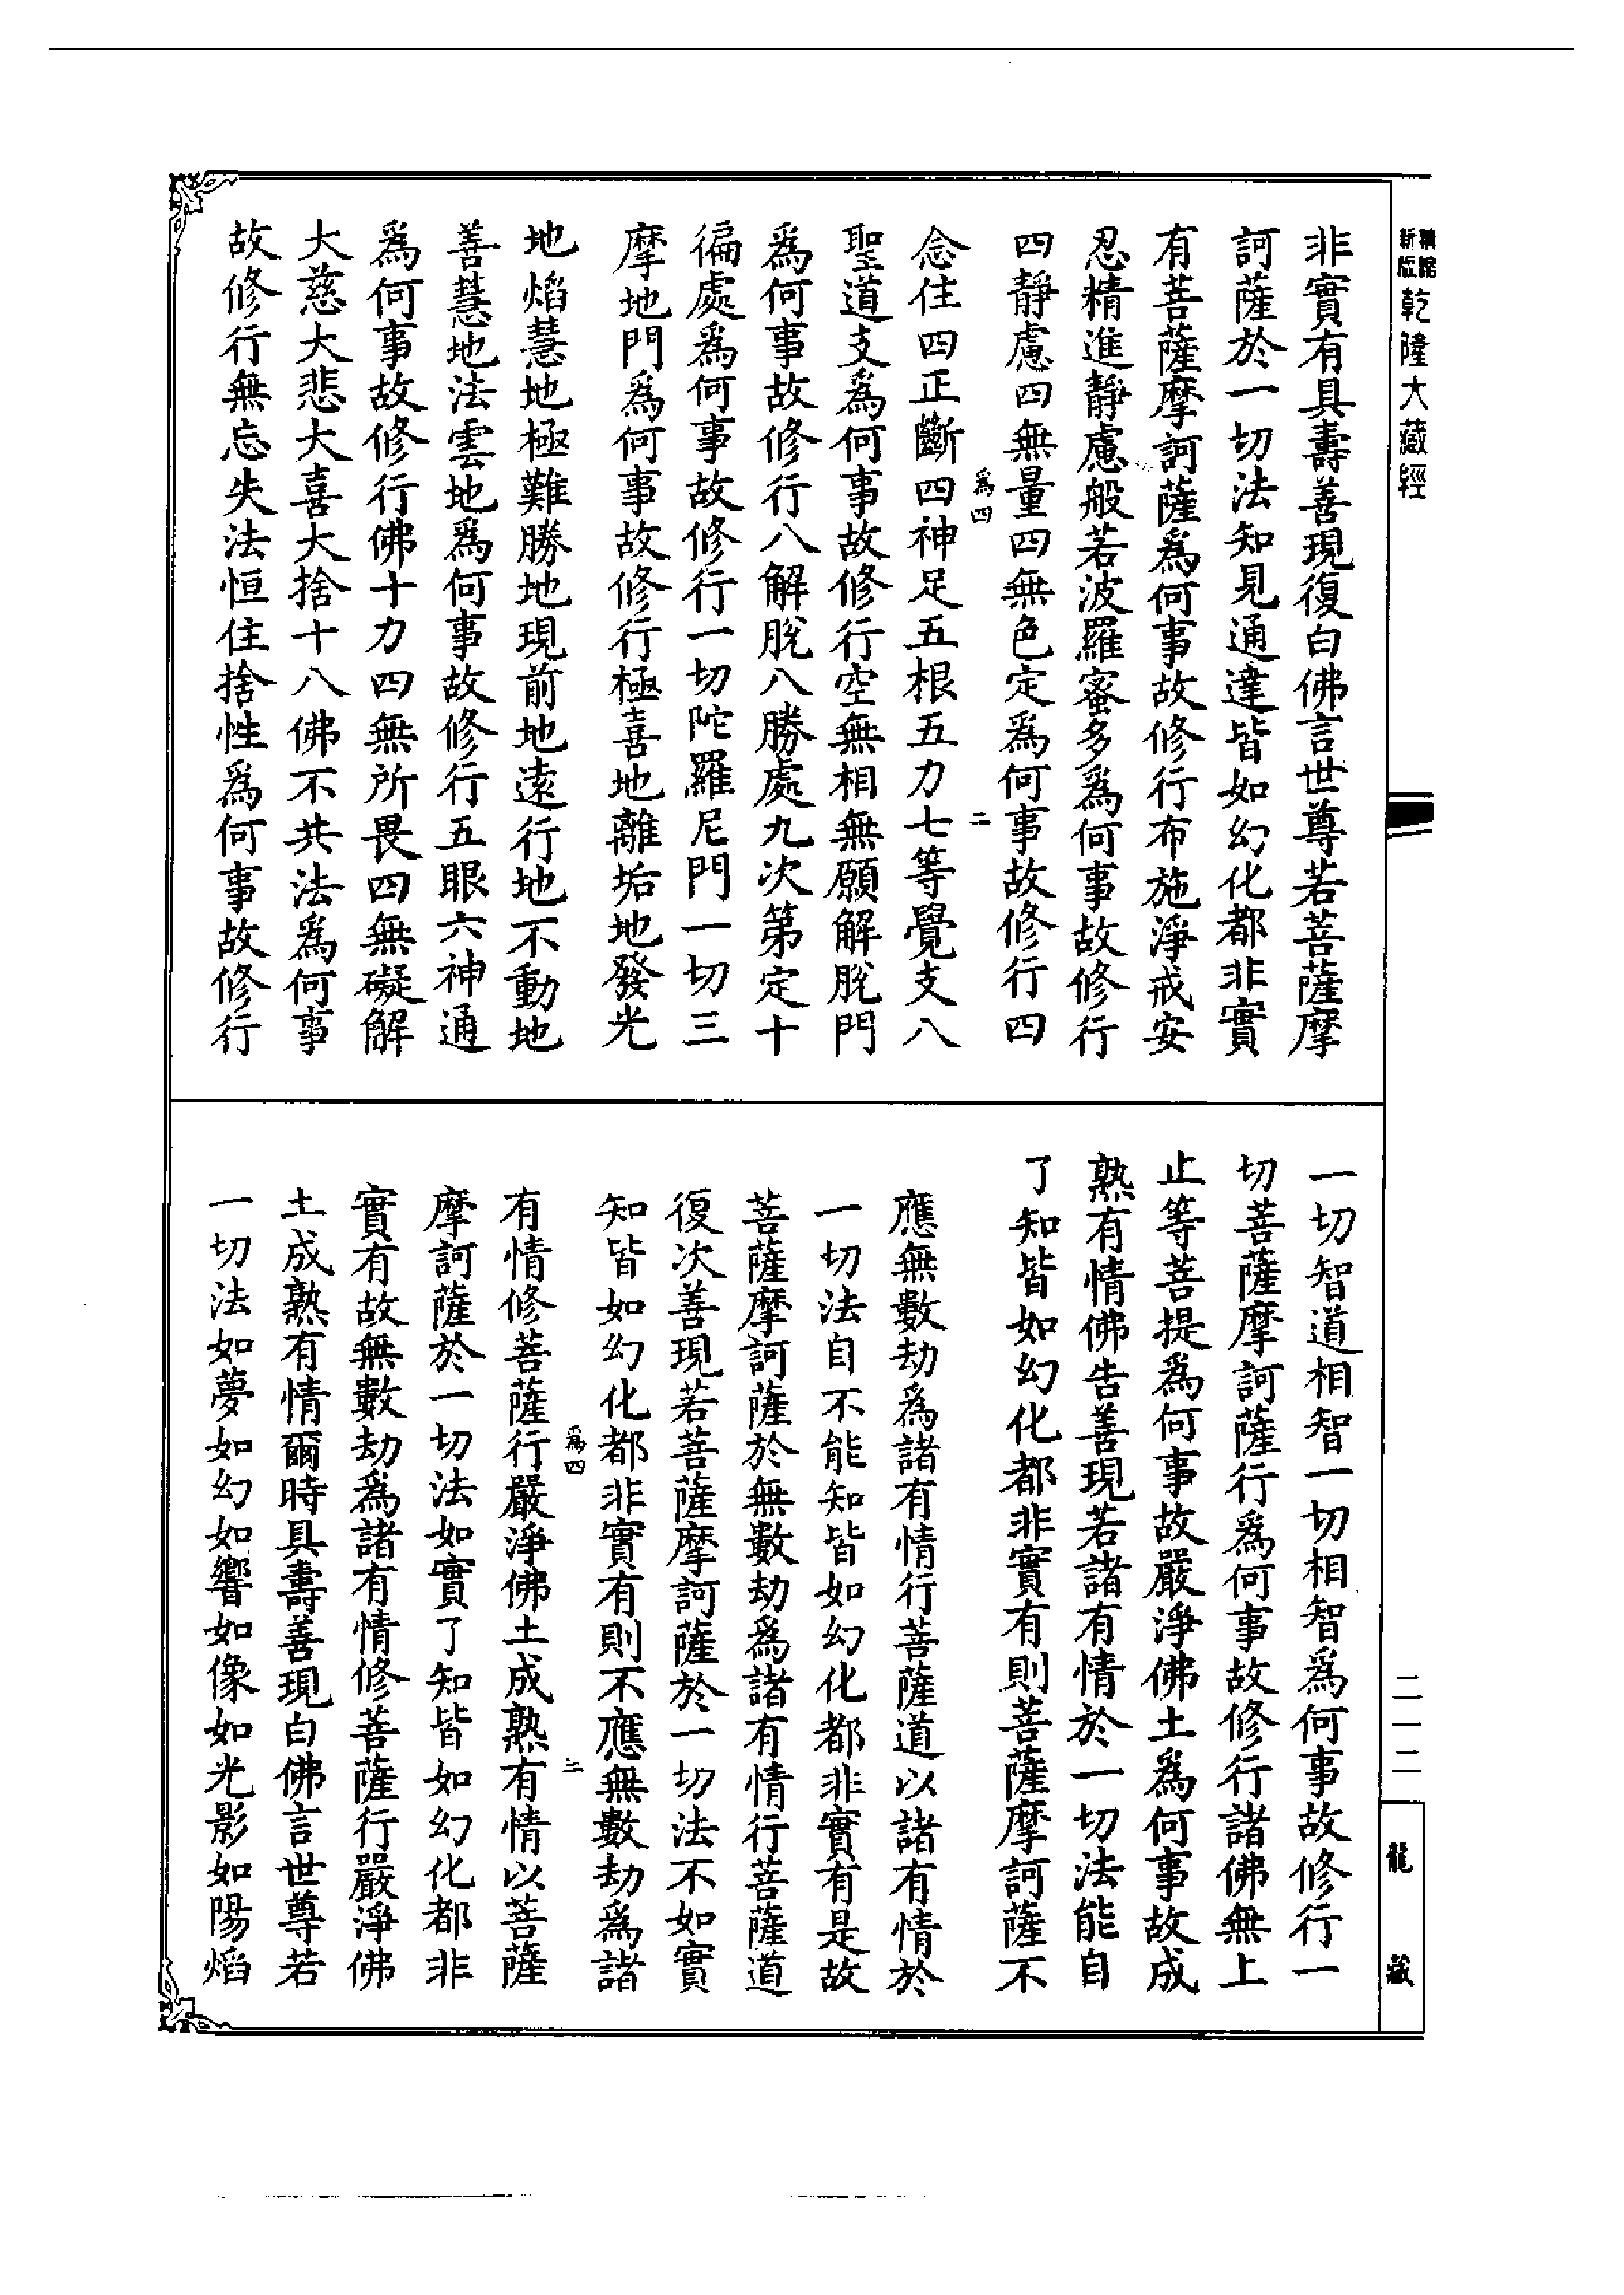 乾隆大藏經
非實有具壽善現復白佛言世尊若菩薩摩
訶薩於一切法知見通達皆如幻化都非實
有菩薩摩訶薩爲何事故修行布施淨戒安
忍精進靜慮般若波羅蜜多爲何事故修行
四靜慮四無量四無色定爲何事故修行四
爲四
二
念住四正斷四神足五根五力七等覺支八
聖道支爲何事故修行空無相無願解脫門
爲何事故修行八解脫八勝處九次第定十
徧處爲何事故修行一切陀羅尼門一切三
摩地門爲何事故修行極喜地離垢地發光
地焰慧地極難勝地現前地遠行地不動地
善慧地法雲地爲何事故修行五眼六神通
爲何事故修行佛十力四無所畏四無礙解
大慈大悲大喜大捨十八佛不共法爲何事
故修行無忘失法恒住捨性爲何事故修行
一切智道相智一切相智爲何事故修行一
切菩薩摩訶薩行爲何事故修行諸佛無上
止等菩提爲何事故嚴淨佛土爲何事故成
熟有情佛告善現若諸有情於一切法能自
了知皆如幻化都非實有則菩薩摩訶薩不
應無數劫爲諸有情行菩薩道以諸有情於
一切法自不能知皆如幻化都非實有是故
菩薩摩訶薩於無數劫爲諸有情行菩薩道
復次善現若菩薩摩訶薩於一切法不如實
知皆如幻化都非實有則不應無數劫爲諸
爲四
三
有情修菩薩行嚴淨佛土成熟有情以菩薩
摩訶薩於一切法如實了知皆如幻化都非
實有故無數劫爲諸有情修菩薩行嚴淨佛
土成熟有情爾時具壽善現白佛言世尊若
一切法如夢如幻如響如像如光影如陽焰
二一二
龍藏